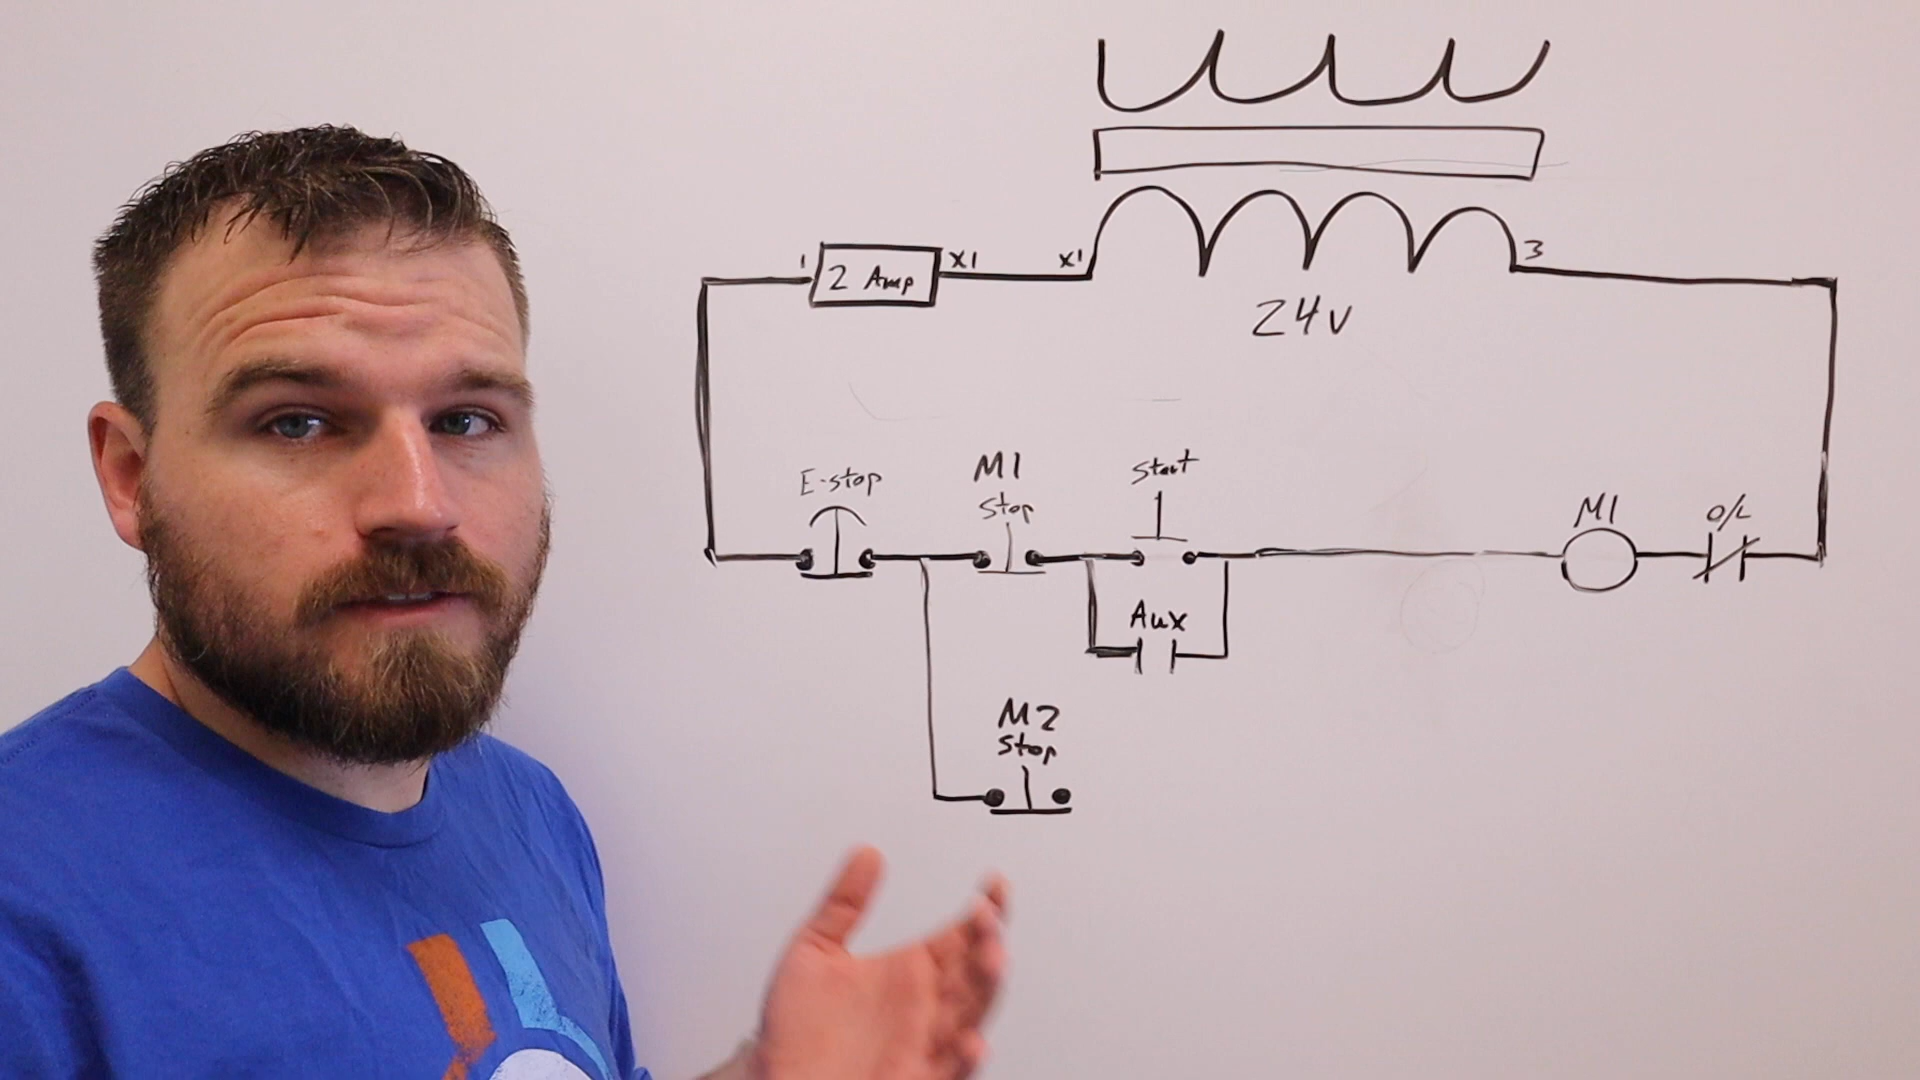 1
2 Amp
X1
X1
3
24v
E-stop
M1
Stop
Start
M1
O/L
Aux
M2
Stop